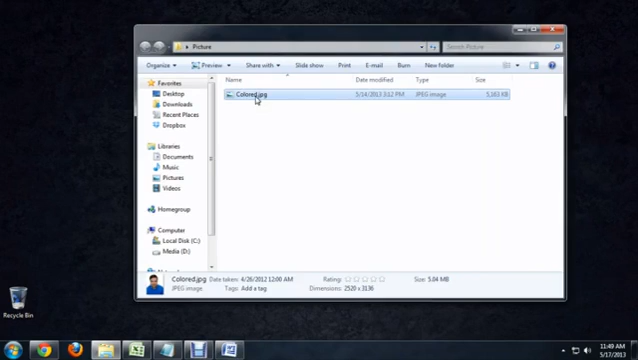 Picture
Search Picture
Organize Preview Share with Slide show Print E-mail Burn New folder
Name Date modified Type Size
Colored.jpg 5/14/2013 3:12 PM JPEG image 5,163 KB
Favorites
Desktop
Downloads
Recent Places
Dropbox
Libraries
Documents
Music
Pictures
Videos
Homegroup
Computer
Local Disk (C:)
Media (D:)
Colored.jpg Date taken: 4/26/2012 12:00 AM Rating: Size: 5.04 MB
JPEG image Tags: Add a tag Dimensions: 2520 x 3136
Recycle Bin
11:49 AM
5/17/2013